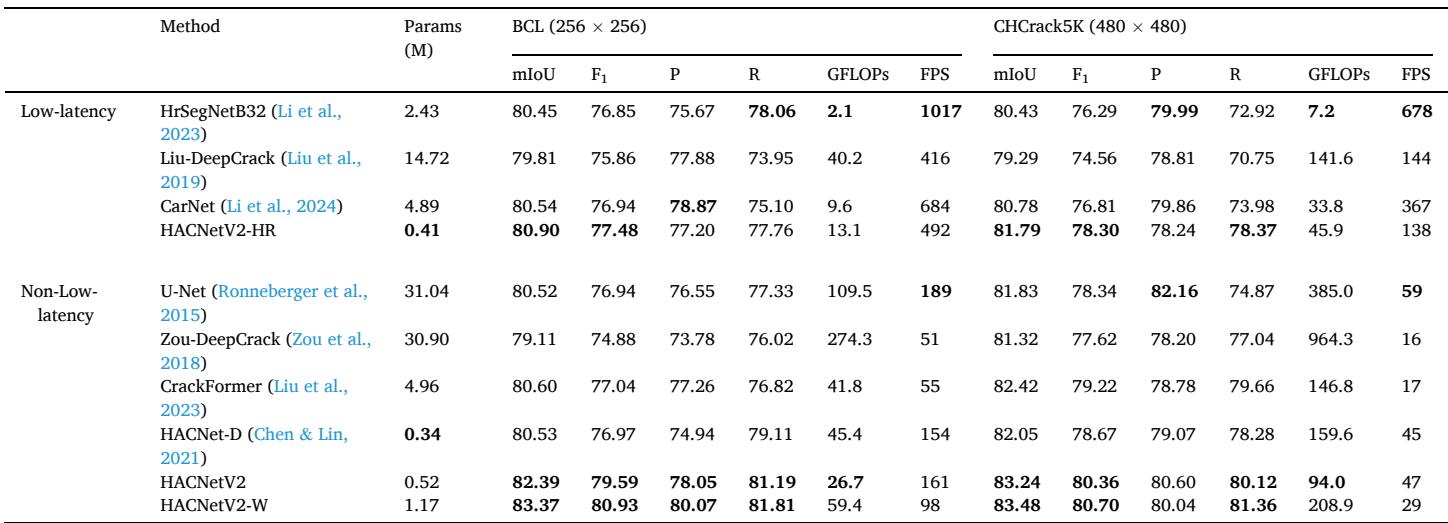 Method Params BCL (256 × 256) CHCrack5K (480 × 480)
(M)
mIoU F1 P R GFLOPs FPS mIoU F1 P R GFLOPs FPS
Low-latency HrSegNetB32 (Li et al., 2.43 80.45 76.85 75.67 78.06 2.1 1017 80.43 76.29 79.99 72.92 7.2 678
2023)
Liu-DeepCrack (Liu et al., 14.72 79.81 75.86 77.88 73.95 40.2 416 79.29 74.56 78.81 70.75 141.6 144
2019)
CarNet (Li et al., 2024) 4.89 80.54 76.94 78.87 75.10 9.6 684 80.78 76.81 79.86 73.98 33.8 367
HACNetV2-HR 0.41 80.90 77.48 77.20 77.76 13.1 492 81.79 78.30 78.24 78.37 45.9 138
Non-Low- U-Net (Ronneberger et al., 31.04 80.52 76.94 76.55 77.33 109.5 189 81.83 78.34 82.16 74.87 385.0 59
latency 2015)
Zou-DeepCrack (Zou et al., 30.90 79.11 74.88 73.78 76.02 274.3 51 81.32 77.62 78.20 77.04 964.3 16
2018)
CrackFormer (Liu et al., 4.96 80.60 77.04 77.26 76.82 41.8 55 82.42 79.22 78.78 79.66 146.8 17
2023)
HACNet-D (Chen & Lin, 0.34 80.53 76.97 74.94 79.11 45.4 154 82.05 78.67 79.07 78.28 159.6 45
2021)
HACNetV2 0.52 82.39 79.59 78.05 81.19 26.7 161 83.24 80.36 80.60 80.12 94.0 47
HACNetV2-W 1.17 83.37 80.93 80.07 81.81 59.4 98 83.48 80.70 80.04 81.36 208.9 29